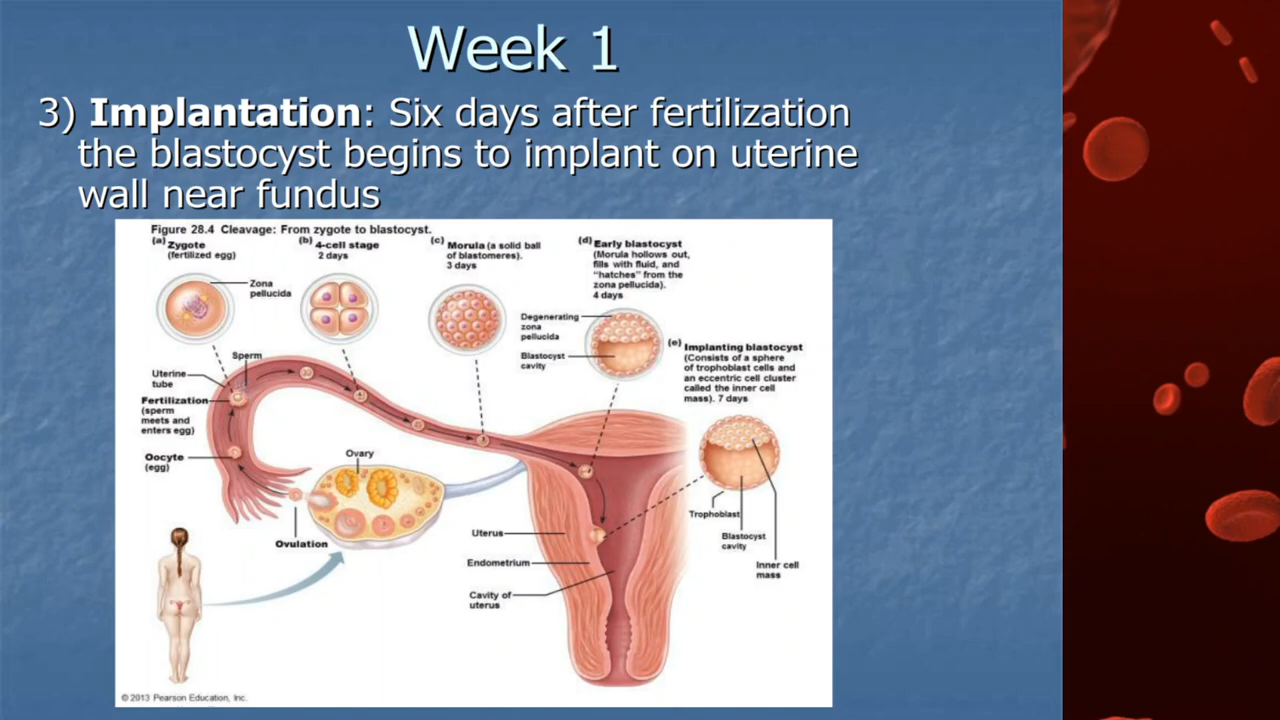 Week 1
3) Implantation: Six days after fertilization
the blastocyst begins to implant on uterine
wall near fundus
Figure 28.4 Cleavage: From zygote to blastocyst.
(a) Zygote
(fertilized egg)
Zona
pellucida
(b) 4-cell stage
2 days
(c) Morula (a solid ball
of blastomeres).
3 days
(d) Early blastocyst
(Morula hollows out,
fills with fluid, and
"hatches" from the
zona pellucida).
4 days
Degenerating
zona
pellucida
Blastocyst
cavity
(e) Implanting blastocyst
(Consists of a sphere
of trophoblast cells and
an eccentric cell cluster
called the inner cell
mass). 7 days
Sperm
Uterine
tube
Fertilization
(sperm
meets and
enters egg)
Oocyte
(egg)
Ovary
Ovulation
Uterus
Endometrium
Cavity of
uterus
Trophoblast
Blastocyst
cavity
Inner cell
mass
© 2013 Pearson Education, Inc.